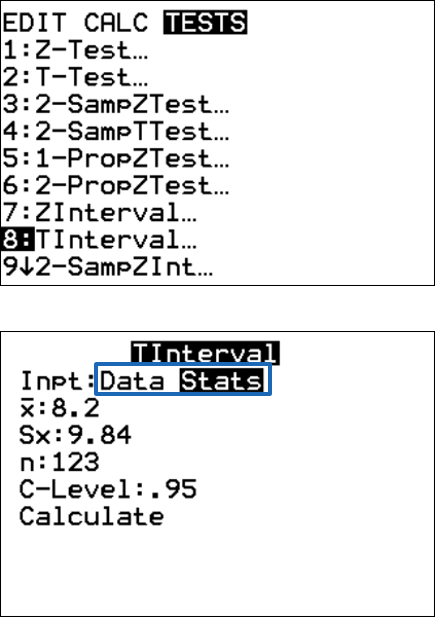 EDIT CALC TESTS
1:Z-Test…
2:T-Test…
3:2-SampZTest…
4:2-SampTTest…
5:1-PropZTest…
6:2-PropZTest…
7:ZInterval…
8:TInterval…
9↓2-SampZInt…
TInterval
Inpt:Data Stats
x̄:8.2
Sx:9.84
n:123
C-Level:.95
Calculate